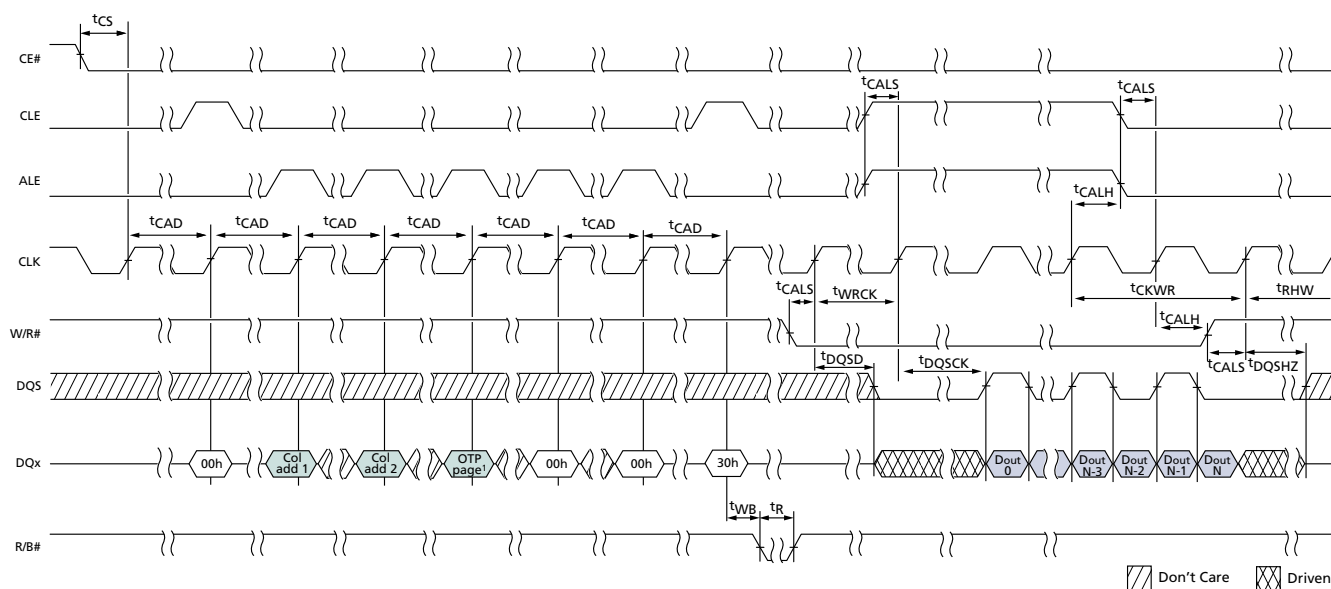 tCS
CE#
tCALS
tCALS
CLE
ALE
tCALH
tCAD
tCAD
tCAD
tCAD
tCAD
tCAD
tCAD
CLK
tCALS
tWRCK
tCKWR
tRHW
tCALH
W/R#
tDQSD
tDQSCK
tCALS
tDQSHZ
DQS
DQx
00h
Col
add 1
Col
add 2
OTP
page1
00h
00h
30h
Dout
0
Dout
N-3
Dout
N-2
Dout
N-1
Dout
N
tWB
tR
R/B#
Don't Care
Driven